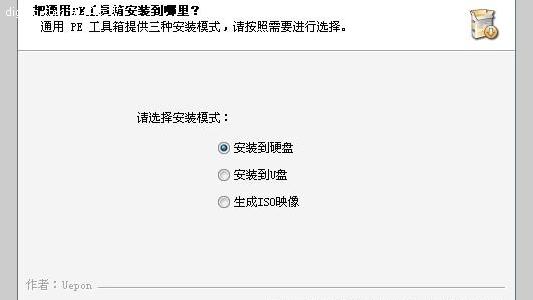 把通用PE工具箱安装到哪里？
通用 PE 工具箱提供三种安装模式，请按照需要进行选择。
请选择安装模式：
安装到硬盘
安装到U盘
生成ISO映像
作者：Uepon